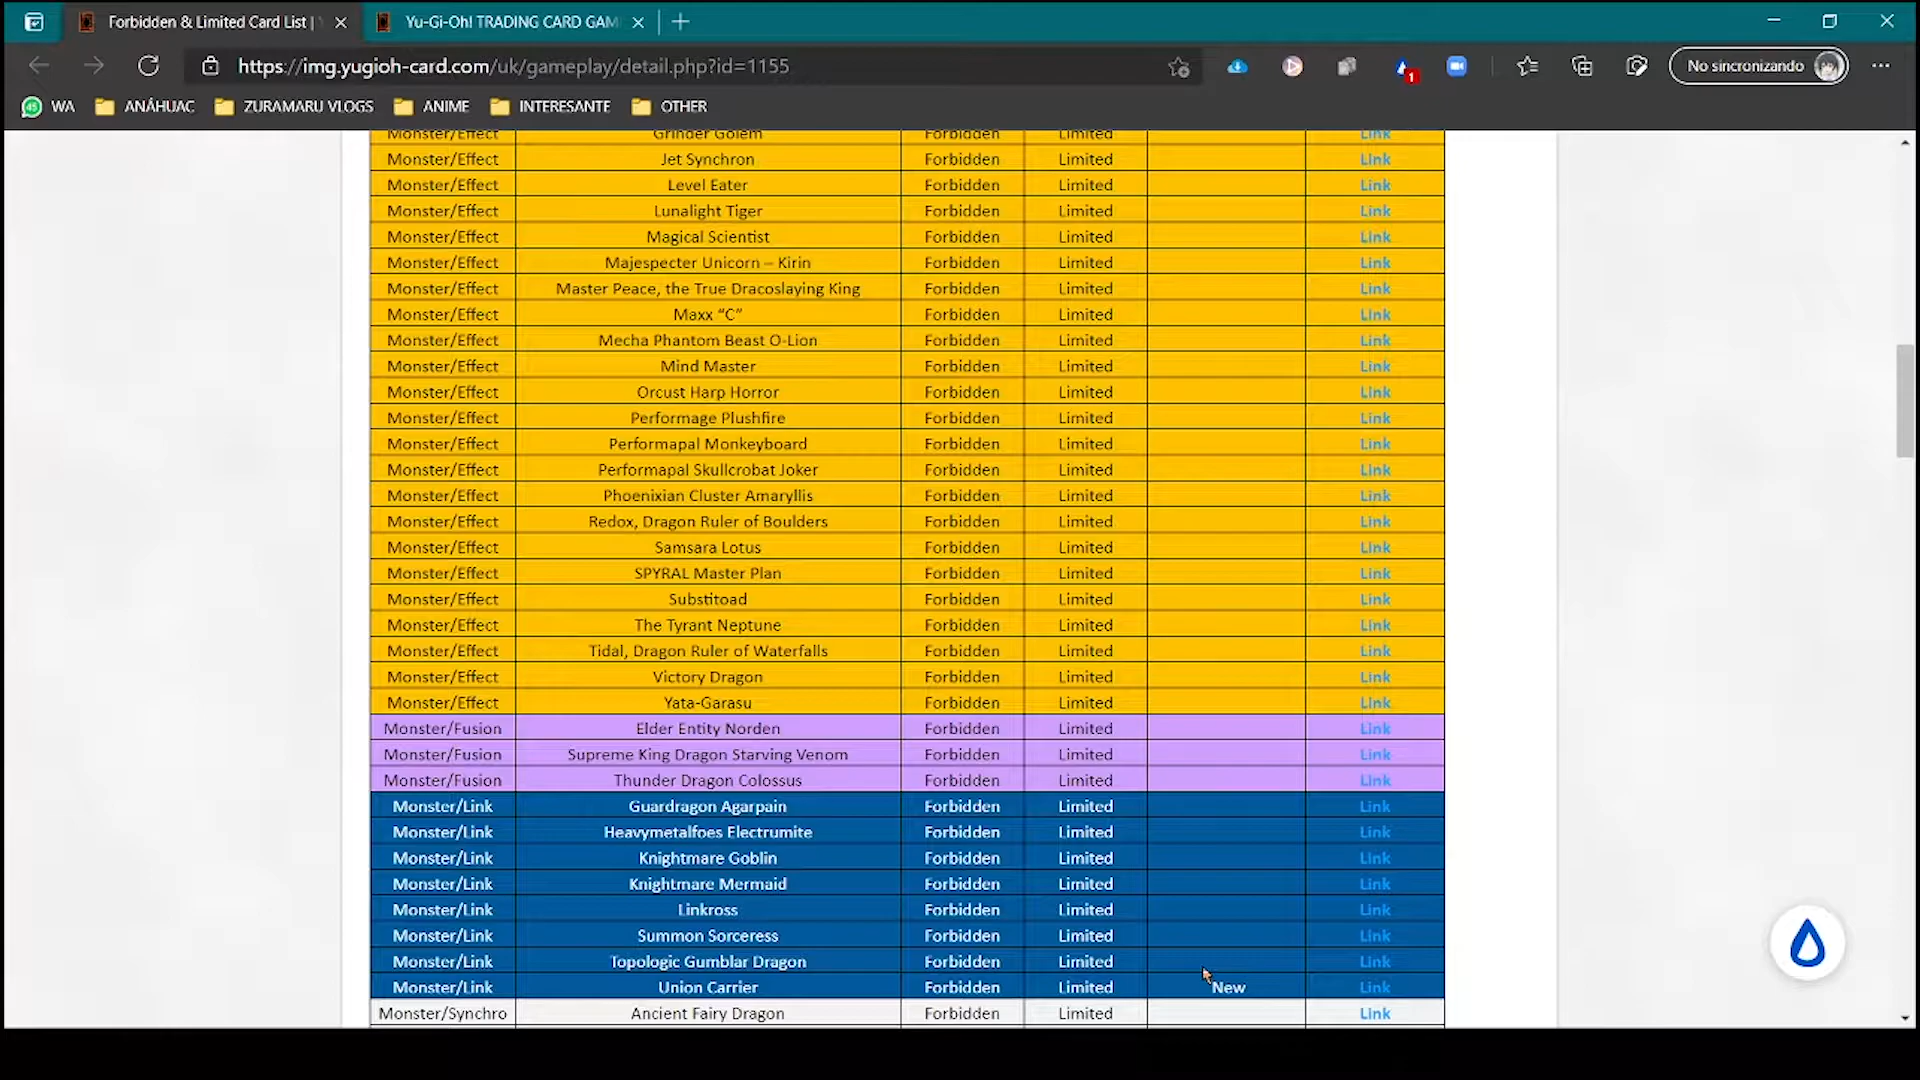 Forbidden & Limited Card List |
Yu-Gi-Oh! TRADING CARD GAM
https://img.yugioh-card.com/uk/gameplay/detail.php?id=1155
1
No sincronizando
45 WA ANÁHUAC ZURAMARU VLOGS ANIME INTERESANTE OTHER
Monster/Effect Grinder Golem Forbidden Limited Link
Monster/Effect Jet Synchron Forbidden Limited Link
Monster/Effect Level Eater Forbidden Limited Link
Monster/Effect Lunalight Tiger Forbidden Limited Link
Monster/Effect Magical Scientist Forbidden Limited Link
Monster/Effect Majespecter Unicorn – Kirin Forbidden Limited Link
Monster/Effect Master Peace, the True Dracoslaying King Forbidden Limited Link
Monster/Effect Maxx “C” Forbidden Limited Link
Monster/Effect Mecha Phantom Beast O-Lion Forbidden Limited Link
Monster/Effect Mind Master Forbidden Limited Link
Monster/Effect Orcust Harp Horror Forbidden Limited Link
Monster/Effect Performage Plushfire Forbidden Limited Link
Monster/Effect Performapal Monkeyboard Forbidden Limited Link
Monster/Effect Performapal Skullcrobat Joker Forbidden Limited Link
Monster/Effect Phoenixian Cluster Amaryllis Forbidden Limited Link
Monster/Effect Redox, Dragon Ruler of Boulders Forbidden Limited Link
Monster/Effect Samsara Lotus Forbidden Limited Link
Monster/Effect SPYRAL Master Plan Forbidden Limited Link
Monster/Effect Substitoad Forbidden Limited Link
Monster/Effect The Tyrant Neptune Forbidden Limited Link
Monster/Effect Tidal, Dragon Ruler of Waterfalls Forbidden Limited Link
Monster/Effect Victory Dragon Forbidden Limited Link
Monster/Effect Yata-Garasu Forbidden Limited Link
Monster/Fusion Elder Entity Norden Forbidden Limited Link
Monster/Fusion Supreme King Dragon Starving Venom Forbidden Limited Link
Monster/Fusion Thunder Dragon Colossus Forbidden Limited Link
Monster/Link Guardragon Agarpain Forbidden Limited Link
Monster/Link Heavymetalfoes Electrumite Forbidden Limited Link
Monster/Link Knightmare Goblin Forbidden Limited Link
Monster/Link Knightmare Mermaid Forbidden Limited Link
Monster/Link Linkross Forbidden Limited Link
Monster/Link Summon Sorceress Forbidden Limited Link
Monster/Link Topologic Gumblar Dragon Forbidden Limited Link
Monster/Link Union Carrier Forbidden Limited New Link
Monster/Synchro Ancient Fairy Dragon Forbidden Limited Link